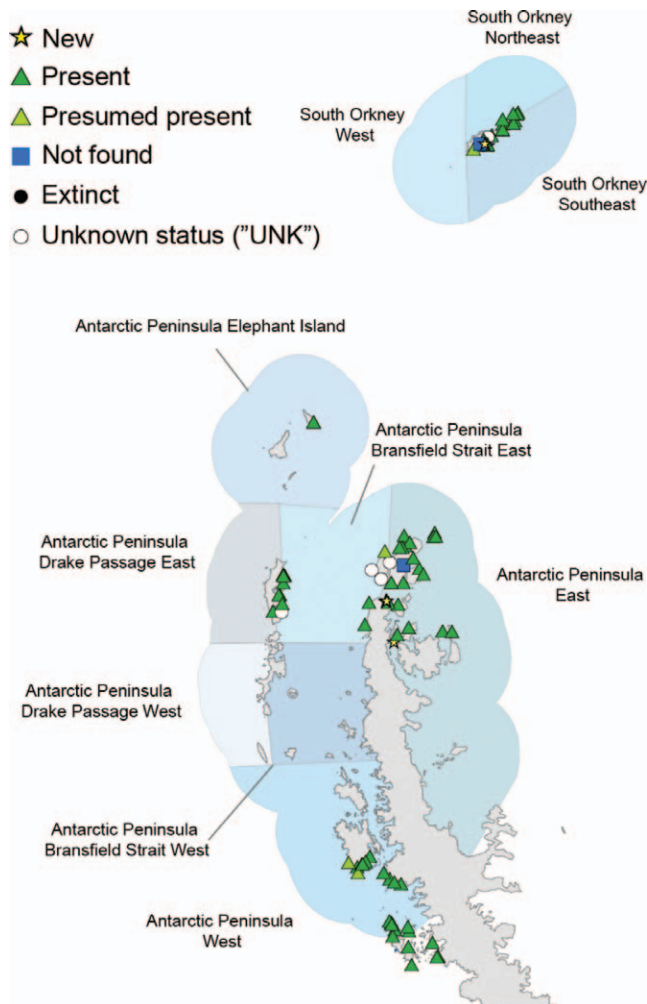 New
Present
Presumed present
Not found
Extinct
Unknown status ("UNK")
South Orkney
Northeast
South Orkney
West
South Orkney
Southeast
Antarctic Peninsula Elephant Island
Antarctic Peninsula
Bransfield Strait East
Antarctic Peninsula
Drake Passage East
Antarctic Peninsula
East
Antarctic Peninsula
Drake Passage West
Antarctic Peninsula
Bransfield Strait West
Antarctic Peninsula
West